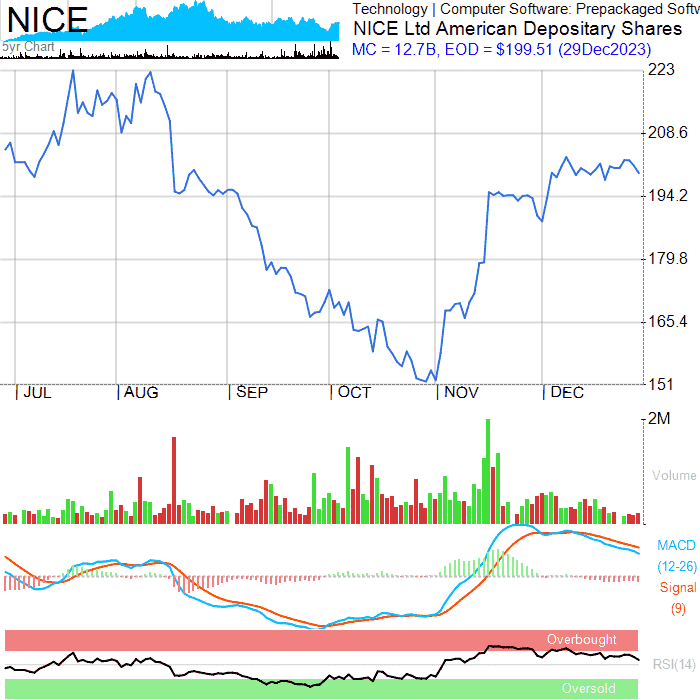 NICE
5yr Chart
Technology | Computer Software: Prepackaged Softw
NICE Ltd American Depositary Shares
MC = 12.7B, EOD = $199.51 (29Dec2023)
223
208.6
194.2
179.8
165.4
151
JUL AUG SEP OCT NOV DEC
2M
Volume
MACD
(12-26)
Signal
(9)
Overbought
RSI(14)
Oversold